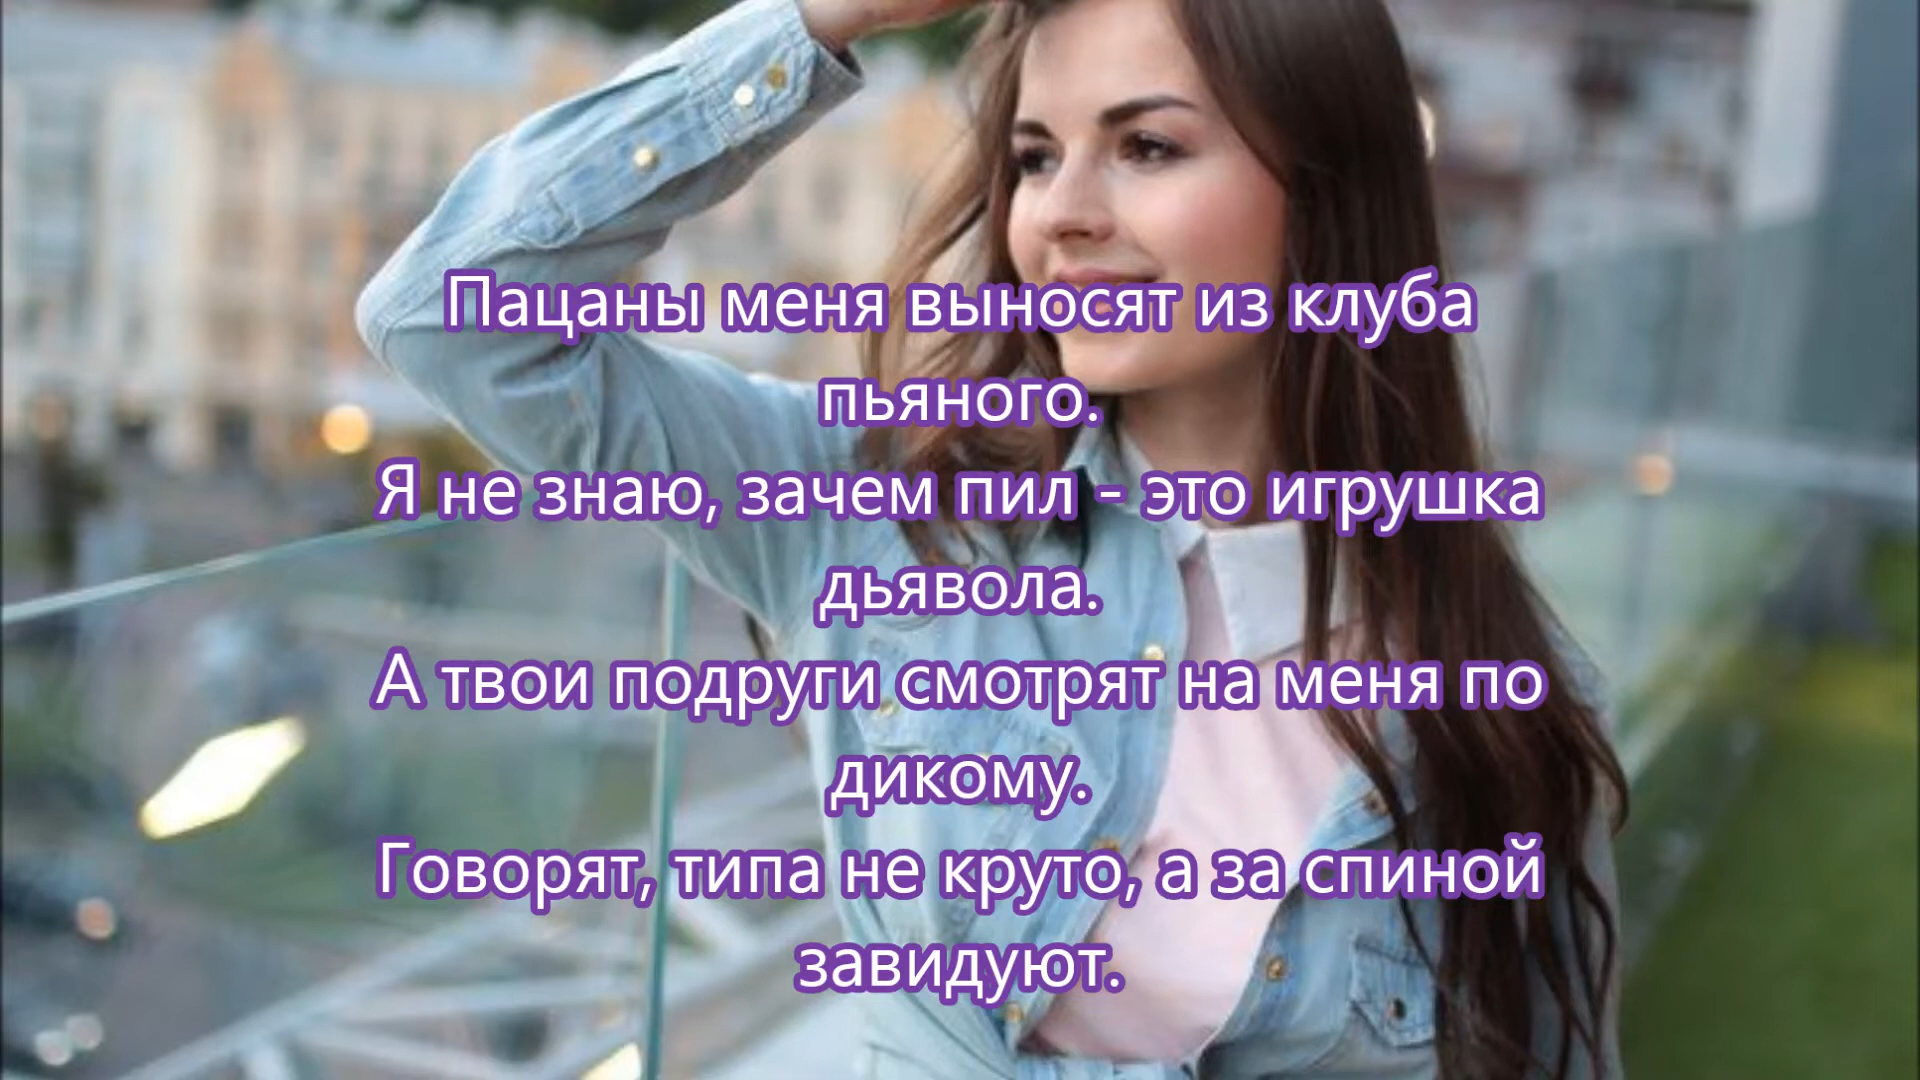 Пацаны меня выносят из клуба
пьяного.
Я не знаю, зачем пил - это игрушка
дьявола.
А твои подруги смотрят на меня по
дикому.
Говорят, типа не круто, а за спиной
завидуют.